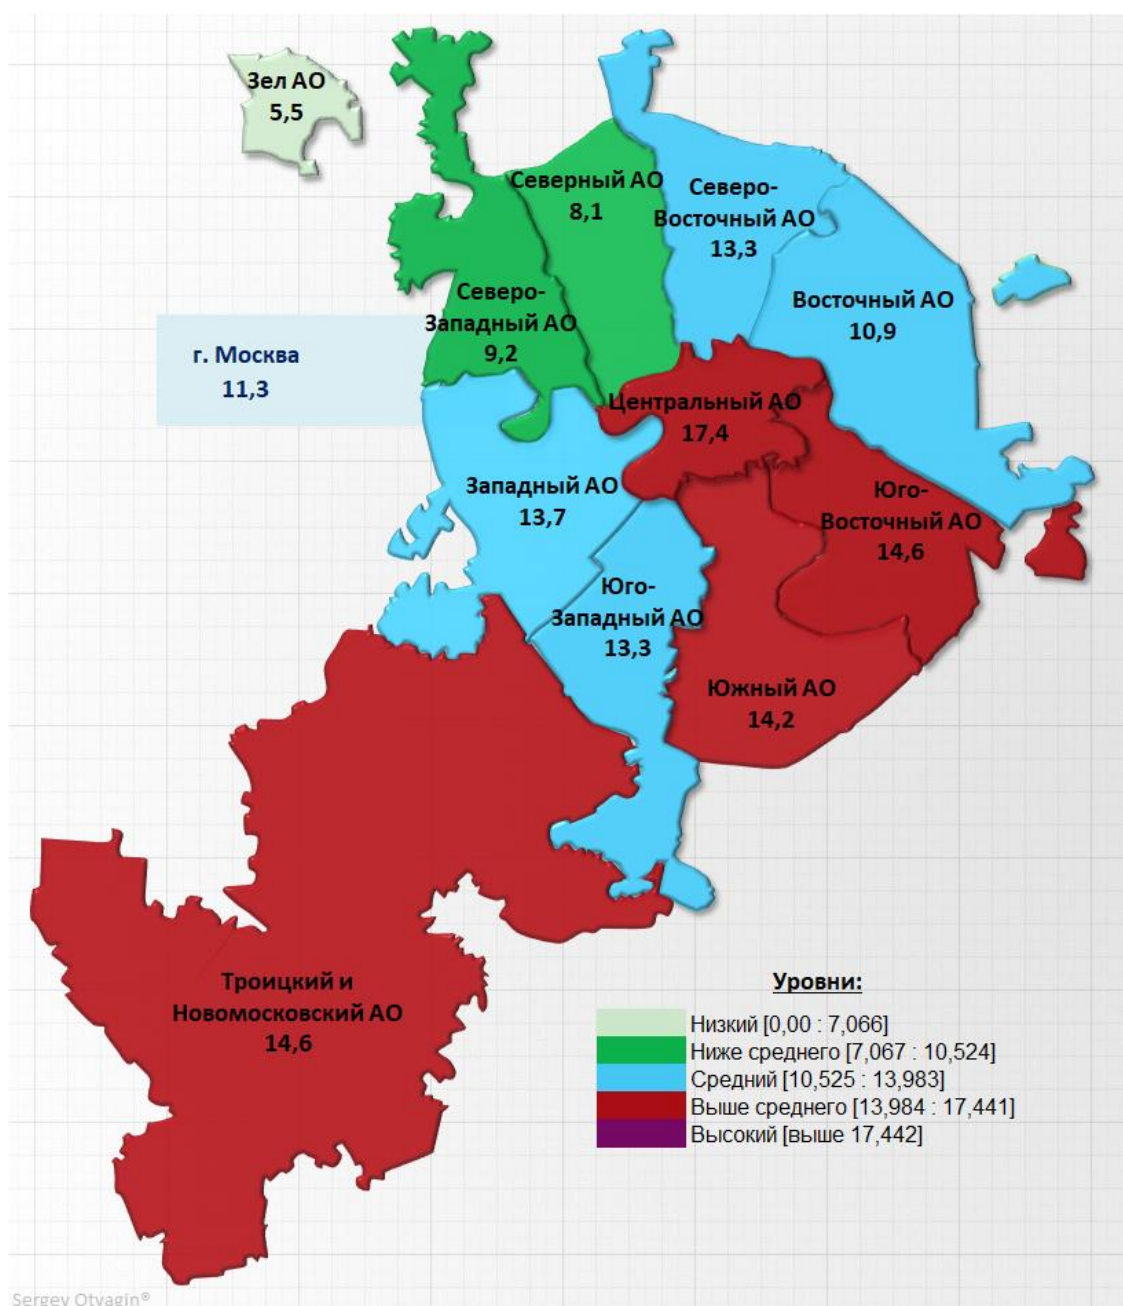 Зел АО
5,5
Северный АО
8,1
Северо-
Восточный АО
13,3
Северо-
Западный АО
9,2
Восточный АО
10,9
г. Москва
11,3
Центральный АО
17,4
Западный АО
13,7
Юго-
Восточный АО
14,6
Юго-
Западный АО
13,3
Южный АО
14,2
Троицкий и
Новомосковский АО
14,6
Уровни:
Низкий [0,00 : 7,066]
Ниже среднего [7,067 : 10,524]
Средний [10,525 : 13,983]
Выше среднего [13,984 : 17,441]
Высокий [выше 17,442]
Sergey Otvagin®